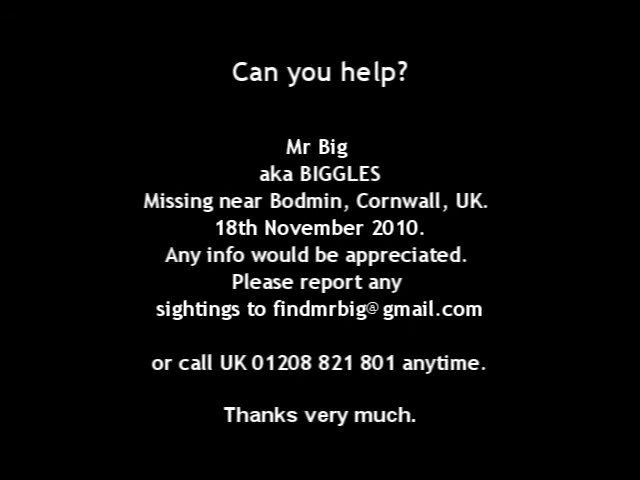 Can you help?
Mr Big
aka BIGGLES
Missing near Bodmin, Cornwall, UK.
18th November 2010.
Any info would be appreciated.
Please report any
sightings to findmrbig@gmail.com
or call UK 01208 821 801 anytime.
Thanks very much.